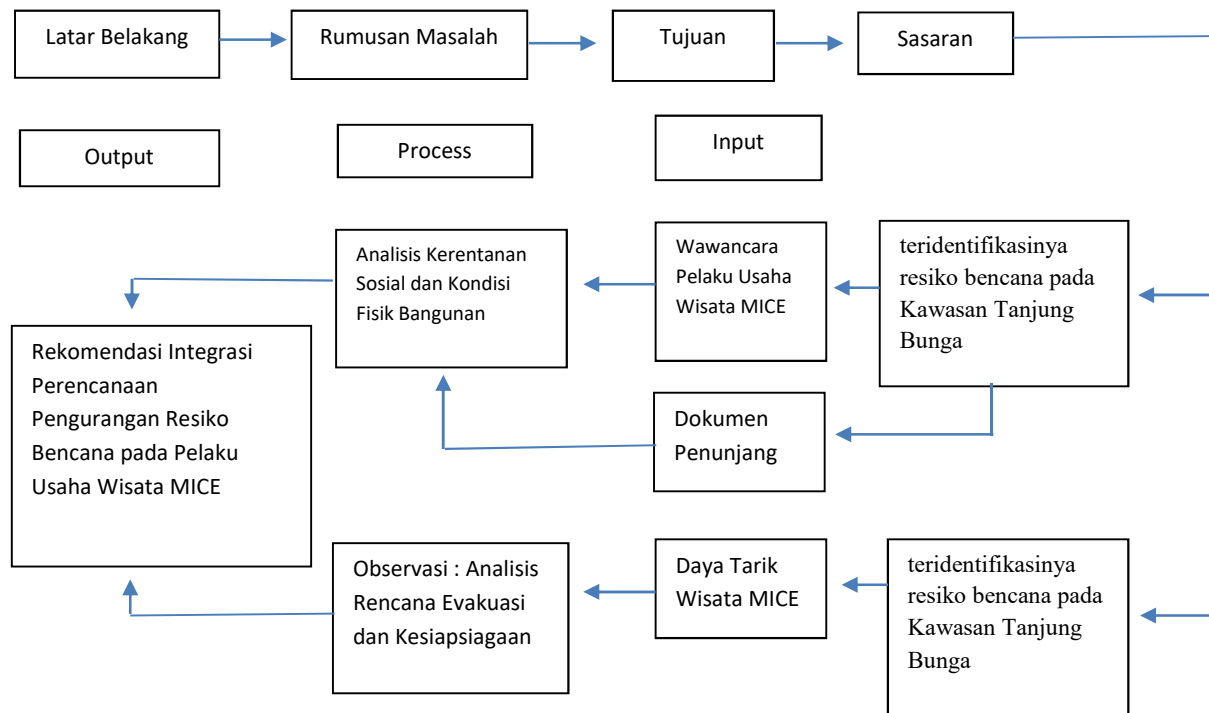 Latar Belakang
Rumusan Masalah
Tujuan
Sasaran
Output
Process
Input
Analisis Kerentanan
Sosial dan Kondisi
Fisik Bangunan
Wawancara
Pelaku Usaha
Wisata MICE
teridentifikasinya
resiko bencana pada
Kawasan Tanjung
Bunga
Rekomendasi Integrasi
Perencanaan
Pengurangan Resiko
Bencana pada Pelaku
Usaha Wisata MICE
Dokumen
Penunjang
Observasi : Analisis
Rencana Evakuasi
dan Kesiapsiagaan
Daya Tarik
Wisata MICE
teridentifikasinya
resiko bencana pada
Kawasan Tanjung
Bunga